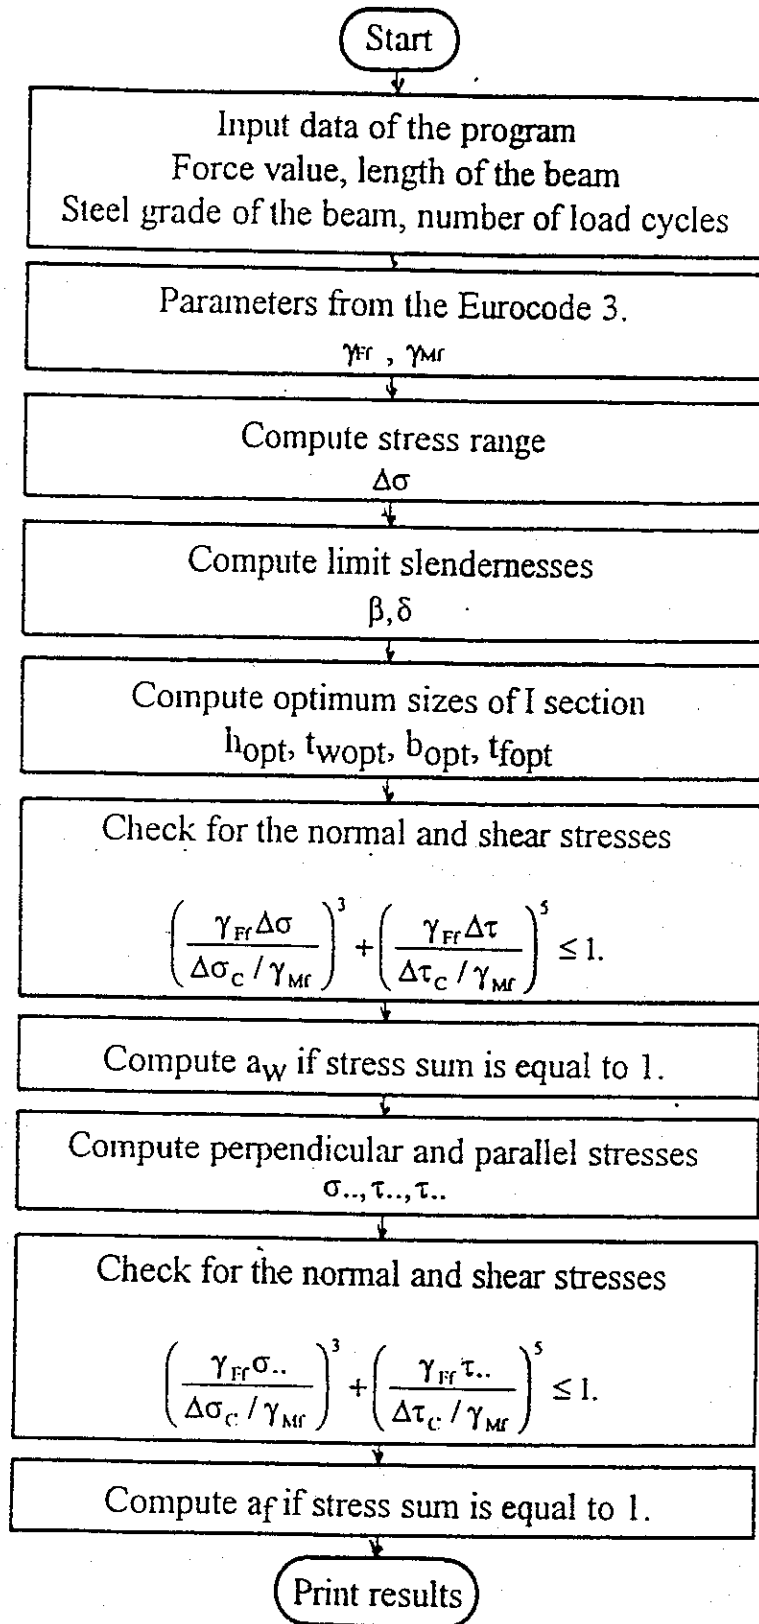 Start
Input data of the program
Force value, length of the beam
Steel grade of the beam, number of load cycles
Parameters from the Eurocode 3.
γFf , γMf
Compute stress range
Δσ
Compute limit slendernesses
β,δ
Compute optimum sizes of I section
hopt, twopt, bopt, tfopt
Check for the normal and shear stresses
(γFfΔσ / (ΔσC / γMf))^3 + (γFfΔτ / (ΔτC / γMf))^5 ≤ 1.
Compute aw if stress sum is equal to 1.
Compute perpendicular and parallel stresses
σ..,τ..,τ..
Check for the normal and shear stresses
(γFfσ.. / (ΔσC / γMf))^3 + (γFfτ.. / (ΔτC / γMf))^5 ≤ 1.
Compute af if stress sum is equal to 1.
Print results